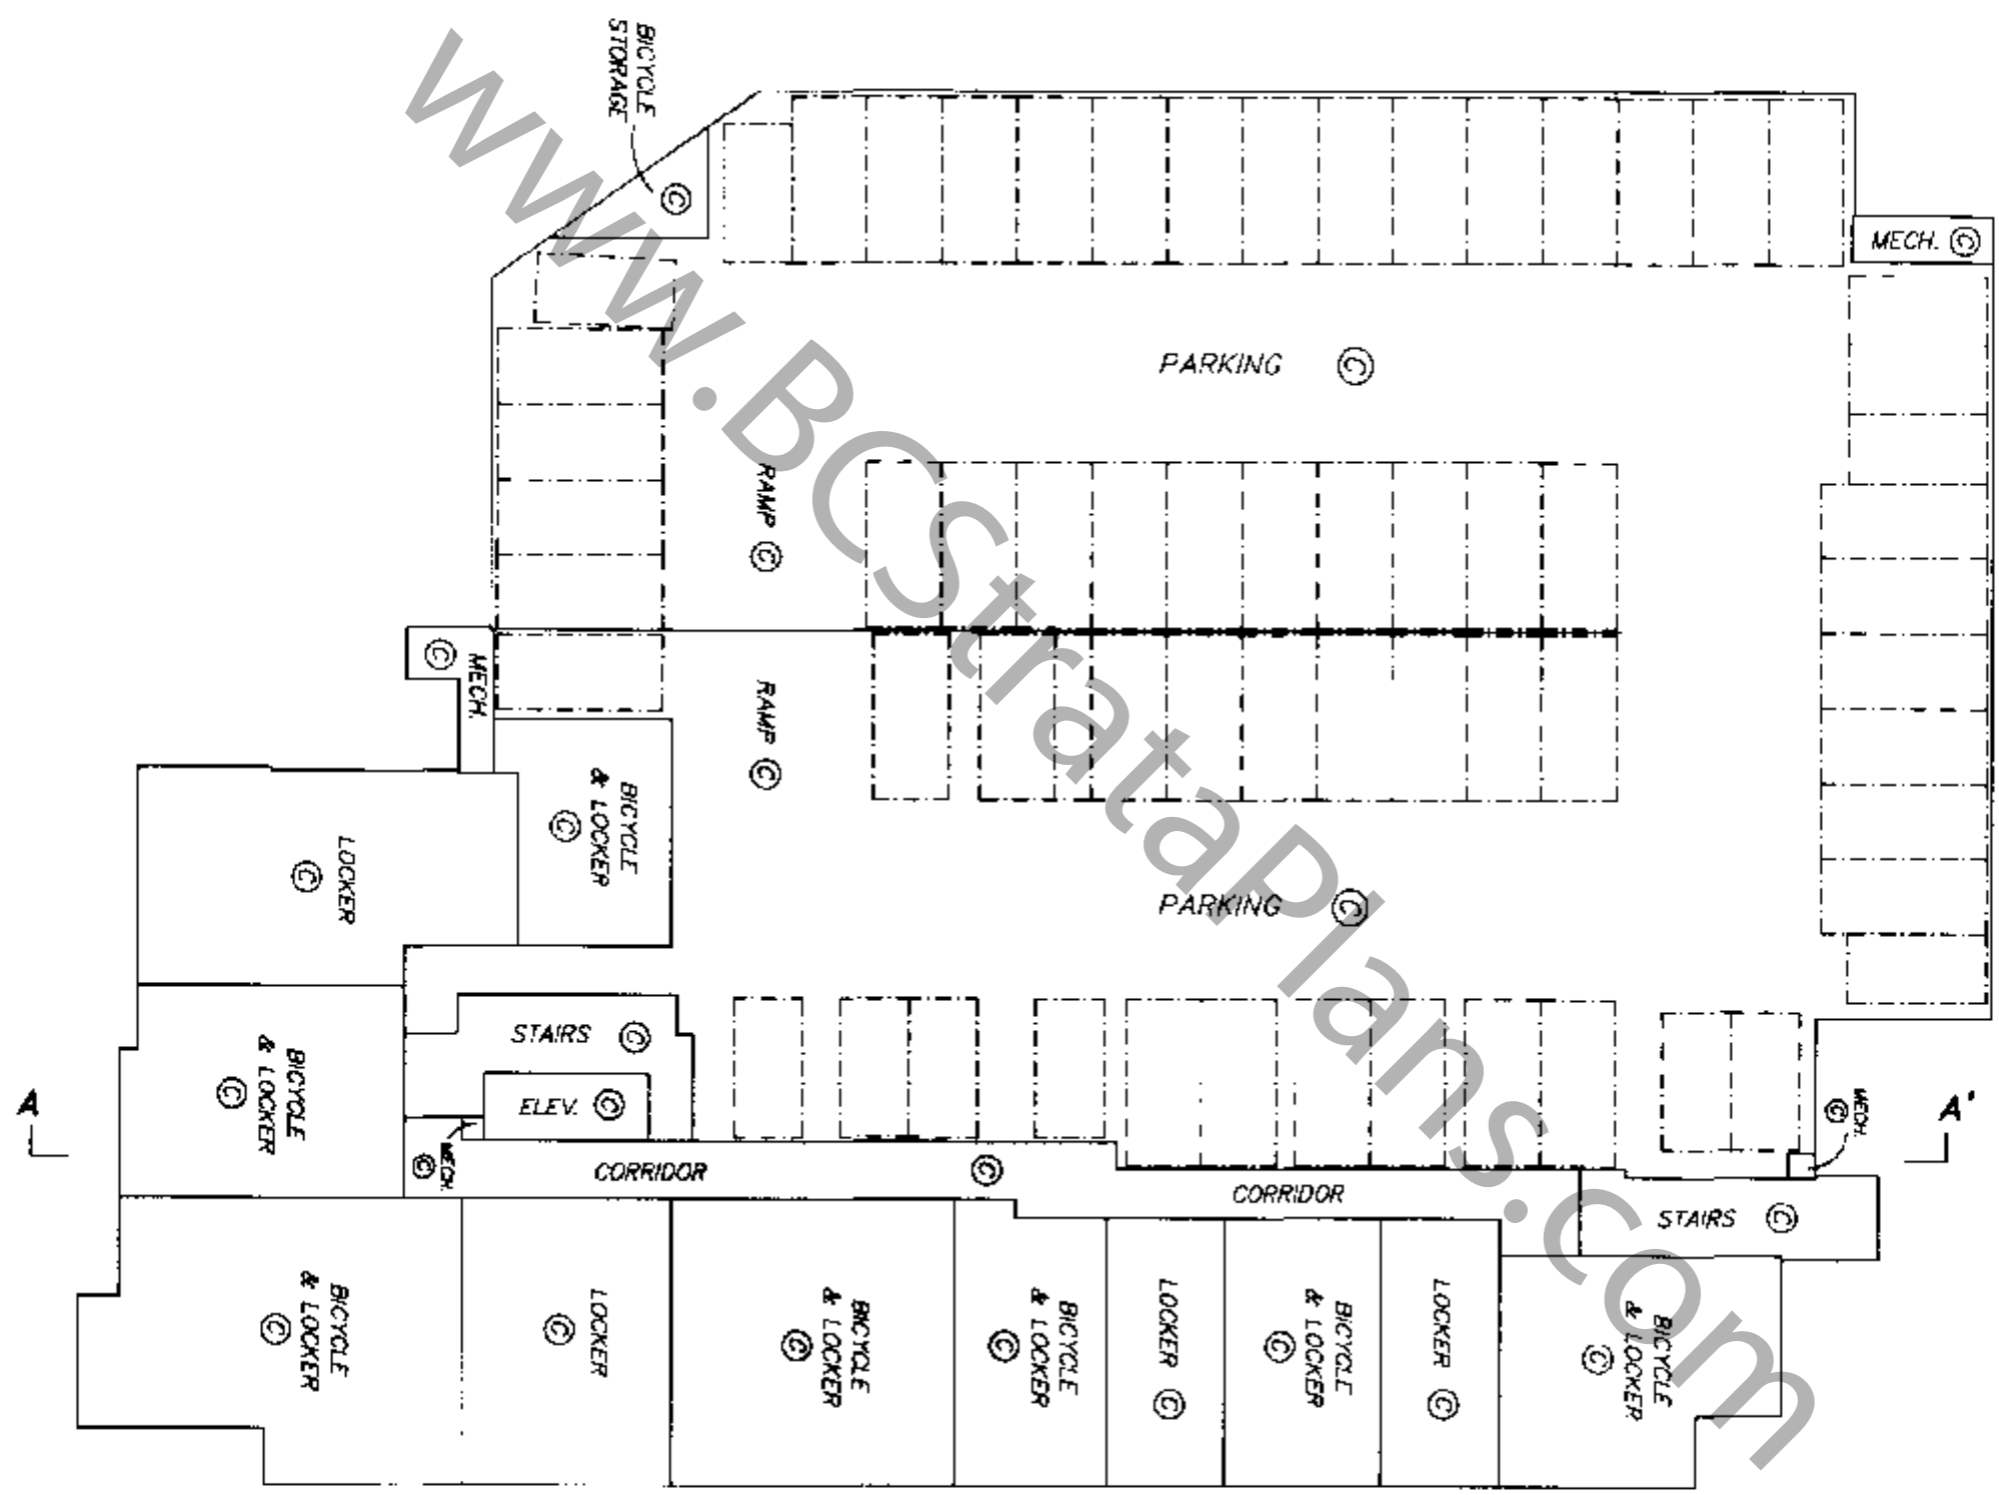 BICYCLE
STORAGE
©
MECH. ©
PARKING ©
RAMP ©
© MECH.
RAMP ©
BICYCLE
& LOCKER
©
LOCKER
©
PARKING ©
STAIRS ©
BICYCLE
& LOCKER
©
ELEV. ©
A
A'
MECH.
©
MECH.
©
CORRIDOR ©
CORRIDOR
STAIRS ©
BICYCLE
& LOCKER
©
LOCKER
©
BICYCLE
& LOCKER
©
BICYCLE
& LOCKER
©
LOCKER ©
BICYCLE
& LOCKER
©
LOCKER ©
BICYCLE
& LOCKER
©
www.BCStrataPlans.com